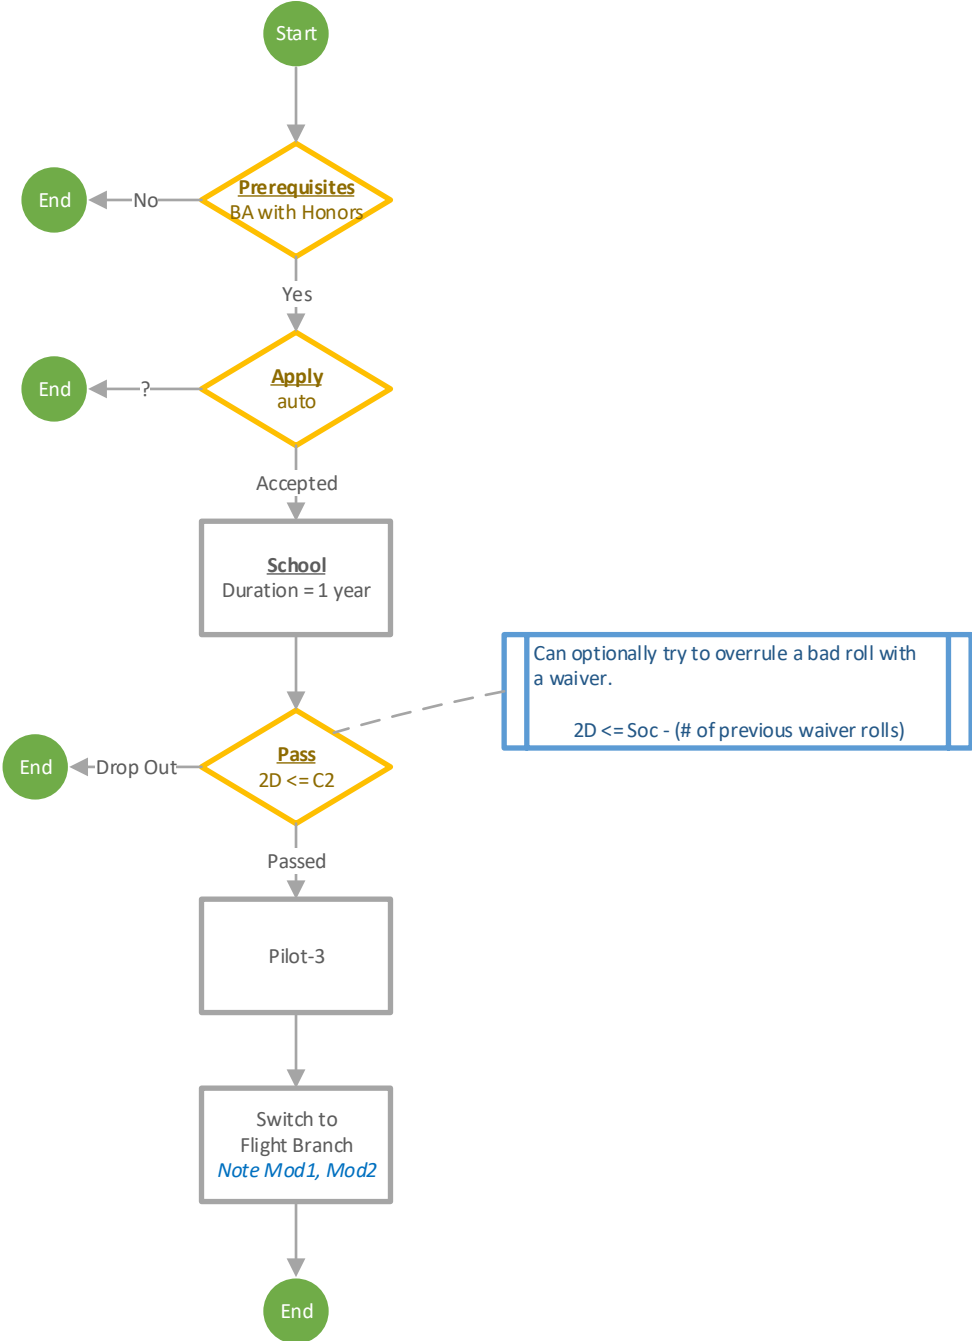 Start
Prerequisites
BA with Honors
No
End
Yes
Apply
auto
?
End
Accepted
School
Duration = 1 year
Can optionally try to overrule a bad roll with
a waiver.
2D <= Soc - (# of previous waiver rolls)
Pass
2D <= C2
Drop Out
End
Passed
Pilot-3
Switch to
Flight Branch
Note Mod1, Mod2
End